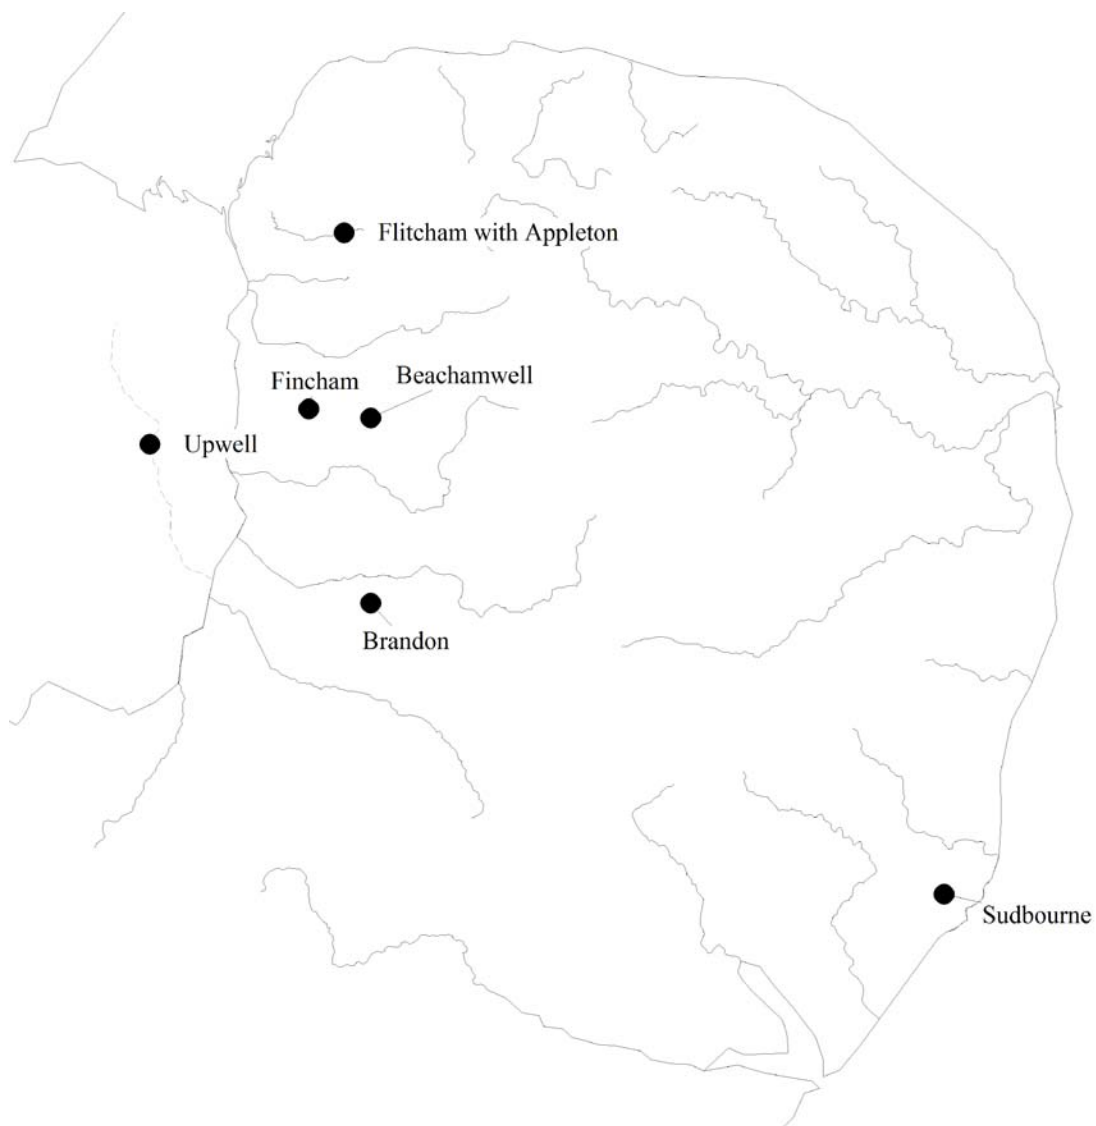 Flitcham with Appleton
Fincham
Beachamwell
Upwell
Brandon
Sudbourne